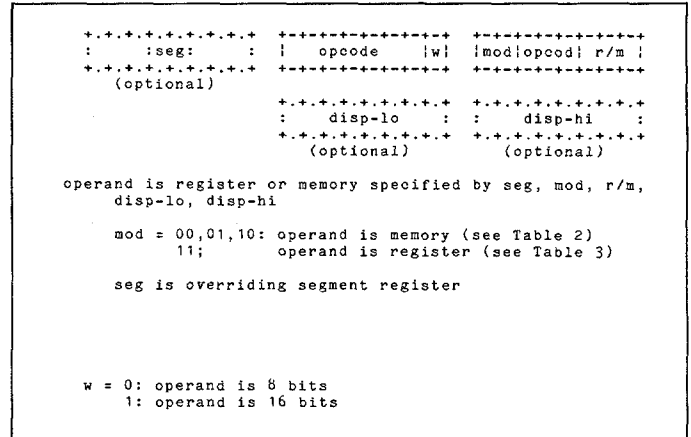 +.+.+.+.+.+.+.+.+ +-+-+-+-+-+-+-+-+ +-+-+-+-+-+-+-+-+
: :seg: : | opcode |w| |mod|opcod| r/m |
+.+.+.+.+.+.+.+.+ +-+-+-+-+-+-+-+-+ +-+-+-+-+-+-+-+-+
(optional)
+.+.+.+.+.+.+.+.+ +.+.+.+.+.+.+.+.+
: disp-lo : : disp-hi :
+.+.+.+.+.+.+.+.+ +.+.+.+.+.+.+.+.+
(optional) (optional)
operand is register or memory specified by seg, mod, r/m,
disp-lo, disp-hi
mod = 00,01,10: operand is memory (see Table 2)
11; operand is register (see Table 3)
seg is overriding segment register
w = 0: operand is 8 bits
1: operand is 16 bits